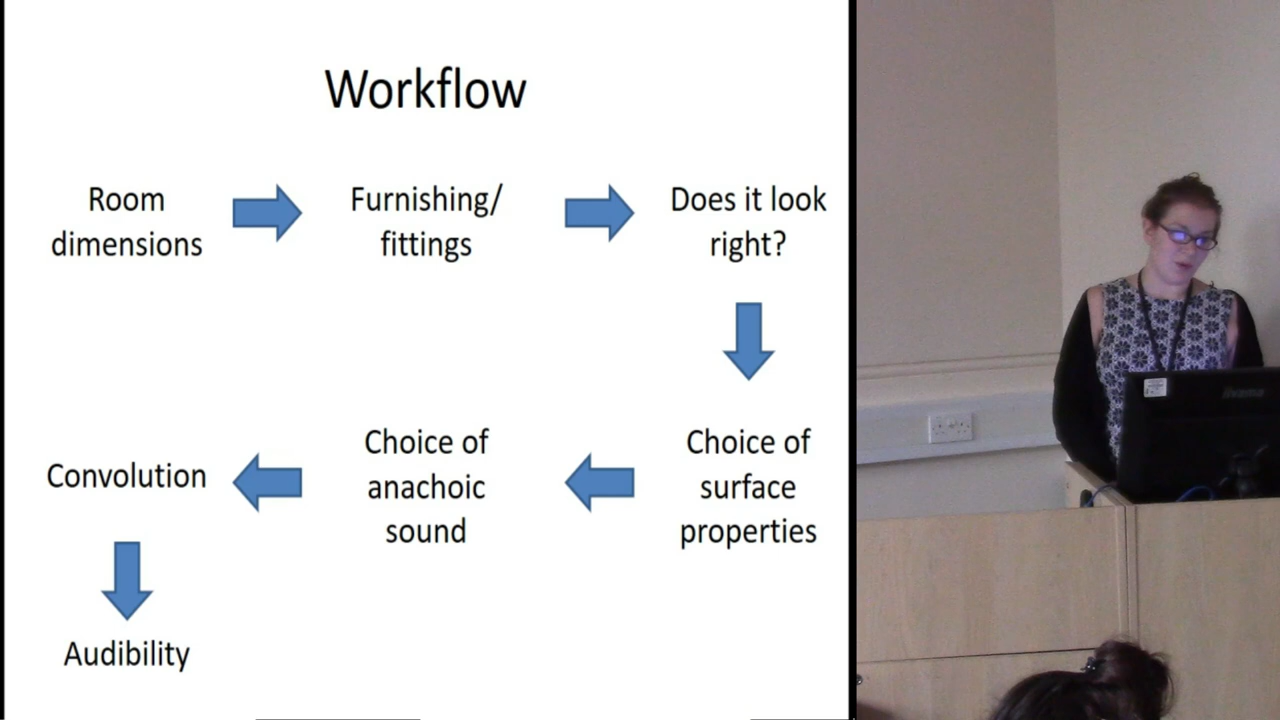 Workflow
Room
dimensions
Furnishing/
fittings
Does it look
right?
Choice of
surface
properties
Choice of
anachoic
sound
Convolution
Audibility